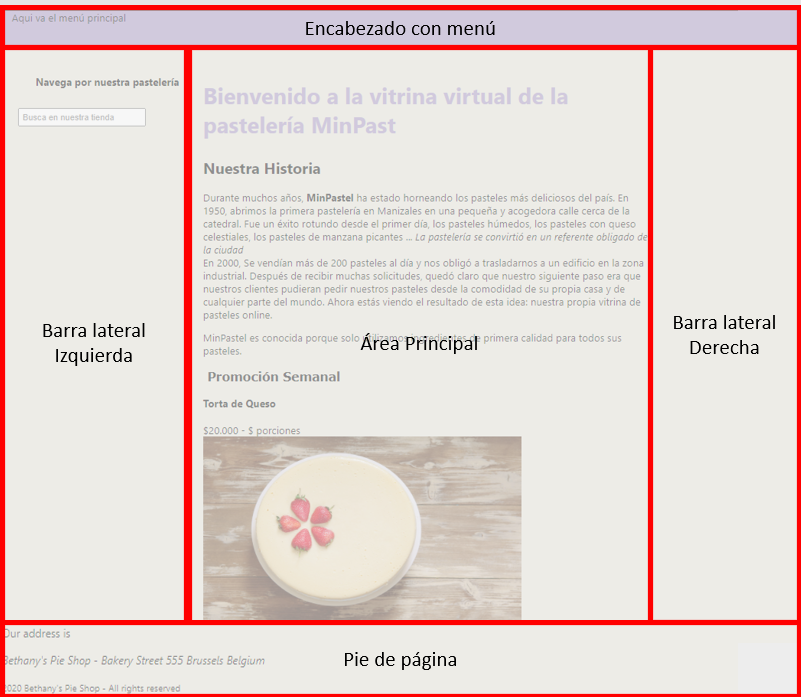 Aqui va el menú principal
Encabezado con menú
Navega por nuestra pastelería
Busca en nuestra tienda
Barra lateral
Izquierda
Bienvenido a la vitrina virtual de la
pastelería MinPast
Nuestra Historia
Durante muchos años, MinPastel ha estado horneando los pasteles más deliciosos del país. En
1950, abrimos la primera pastelería en Manizales en una pequeña y acogedora calle cerca de la
catedral. Fue un éxito rotundo desde el primer día, los pasteles húmedos, los pasteles con queso
celestiales, los pasteles de manzana picantes ... La pastelería se convirtió en un referente obligado de
la ciudad
En 2000, Se vendían más de 200 pasteles al día y nos obligó a trasladarnos a un edificio en la zona
industrial. Después de recibir muchas solicitudes, quedó claro que nuestro siguiente paso era que
nuestros clientes pudieran pedir nuestros pasteles desde la comodidad de su propia casa y de
cualquier parte del mundo. Ahora estás viendo el resultado de esta idea: nuestra propia vitrina de
pasteles online.
MinPastel es conocida porque solo utilizamos ingredientes de primera calidad para todos sus
pasteles.
Área Principal
Promoción Semanal
Torta de Queso
$20.000 - $ porciones
Barra lateral
Derecha
Our address is
Bethany's Pie Shop - Bakery Street 555 Brussels Belgium
2020 Bethany's Pie Shop - All rights reserved
Pie de página